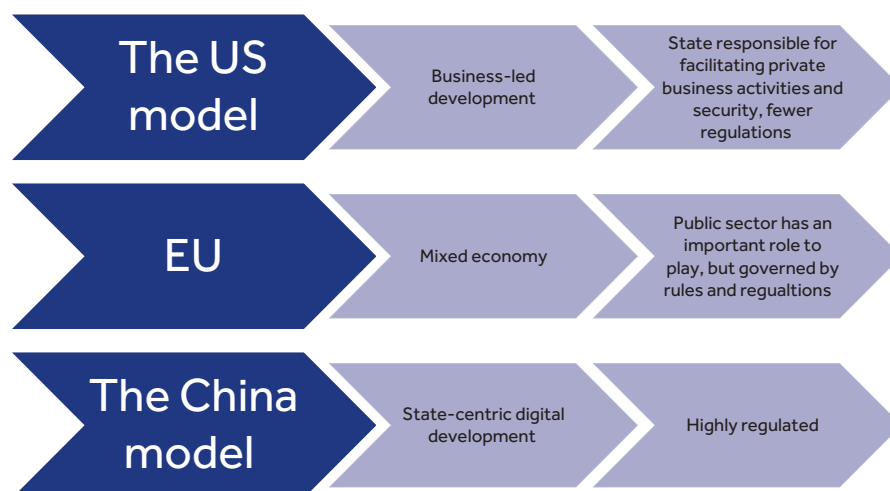 The US
model
Business-led
development
State responsible for
facilitating private
business activities and
security, fewer
regulations
EU
Mixed economy
Public sector has an
important role to
play, but governed by
rules and regualtions
The China
model
State-centric digital
development
Highly regulated